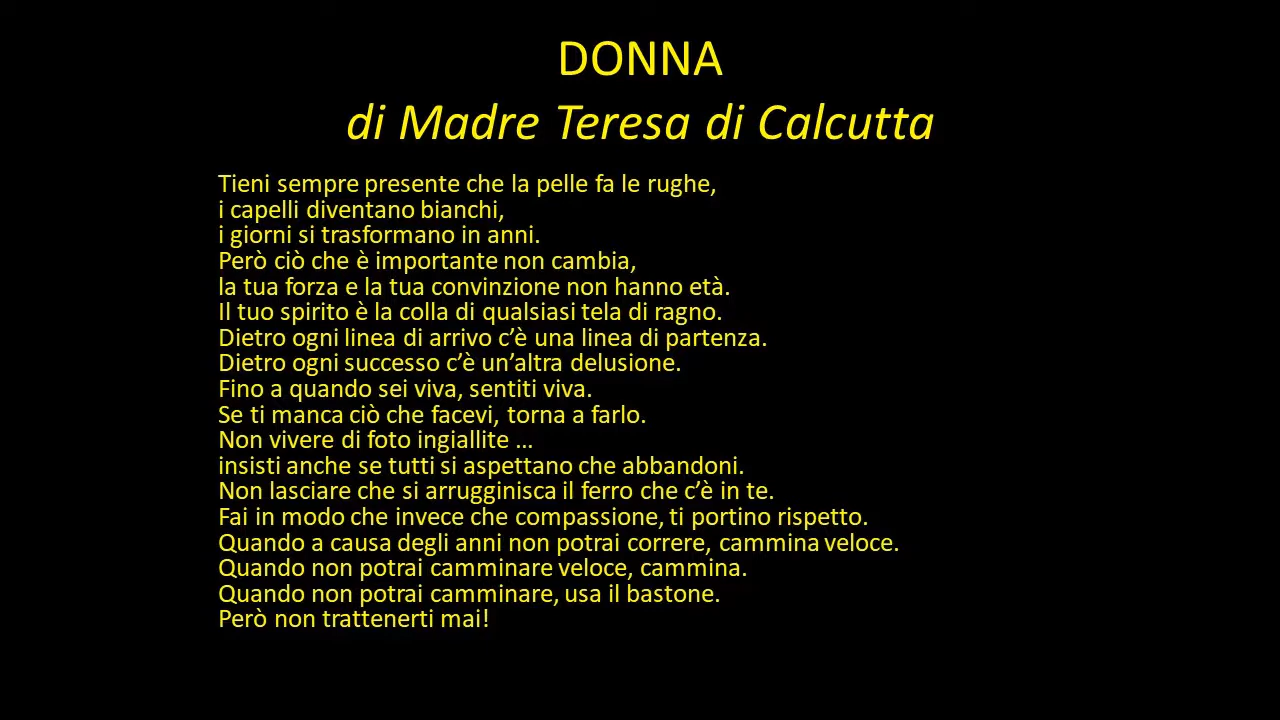 DONNA
di Madre Teresa di Calcutta
Tieni sempre presente che la pelle fa le rughe,
i capelli diventano bianchi,
i giorni si trasformano in anni.
Però ciò che è importante non cambia,
la tua forza e la tua convinzione non hanno età.
Il tuo spirito è la colla di qualsiasi tela di ragno.
Dietro ogni linea di arrivo c’è una linea di partenza.
Dietro ogni successo c’è un’altra delusione.
Fino a quando sei viva, sentiti viva.
Se ti manca ciò che facevi, torna a farlo.
Non vivere di foto ingiallite …
insisti anche se tutti si aspettano che abbandoni.
Non lasciare che si arrugginisca il ferro che c’è in te.
Fai in modo che invece che compassione, ti portino rispetto.
Quando a causa degli anni non potrai correre, cammina veloce.
Quando non potrai camminare veloce, cammina.
Quando non potrai camminare, usa il bastone.
Però non trattenerti mai!